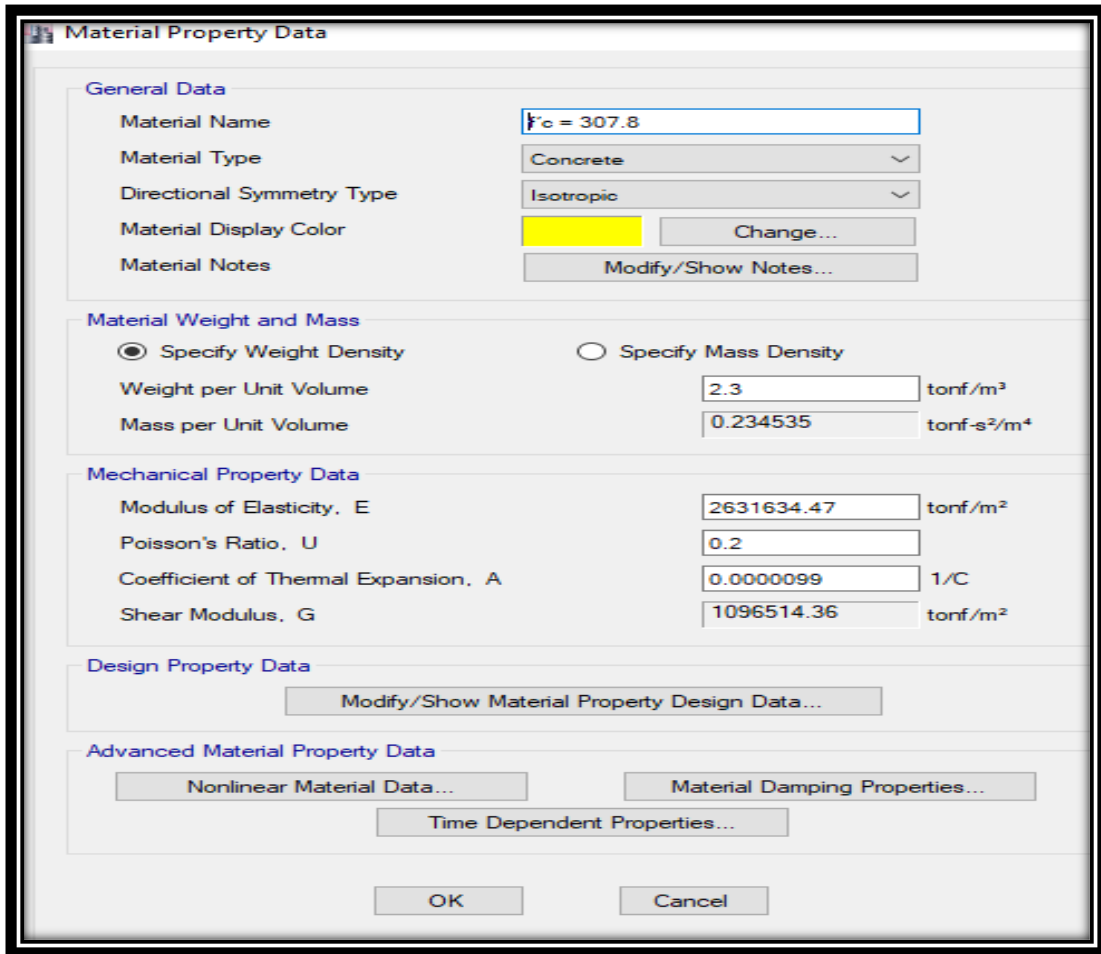 Material Property Data
General Data
Material Name f´c = 307.8
Material Type Concrete
Directional Symmetry Type Isotropic
Material Display Color Change...
Material Notes Modify/Show Notes...
Material Weight and Mass
Specify Weight Density Specify Mass Density
Weight per Unit Volume 2.3 tonf/m³
Mass per Unit Volume 0.234535 tonf-s²/m⁴
Mechanical Property Data
Modulus of Elasticity, E 2631634.47 tonf/m²
Poisson's Ratio, U 0.2
Coefficient of Thermal Expansion, A 0.0000099 1/C
Shear Modulus, G 1096514.36 tonf/m²
Design Property Data
Modify/Show Material Property Design Data...
Advanced Material Property Data
Nonlinear Material Data... Material Damping Properties...
Time Dependent Properties...
OK Cancel